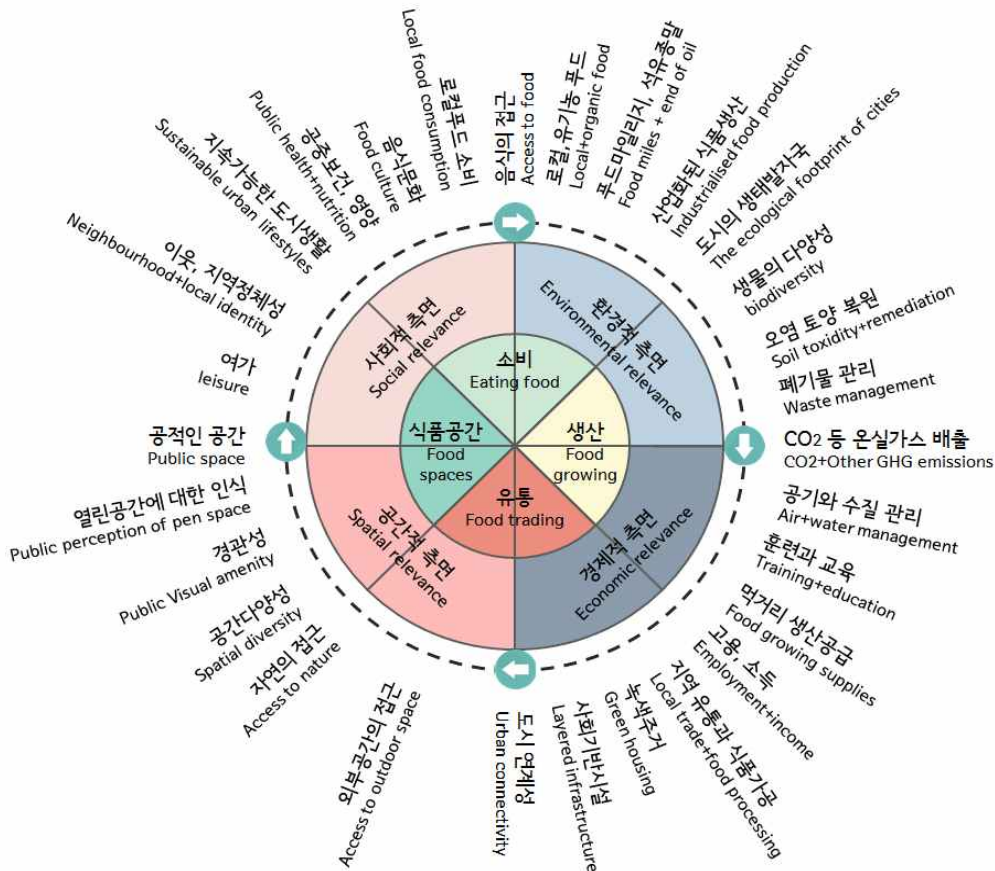 음식의 접근
Access to food
로컬,유기농 푸드
Local+organic food
푸드마일리지, 석유종말
Food miles + end of oil
산업화된 식품생산
Industrialised food production
도시의 생태발자국
The ecological footprint of cities
생물의 다양성
biodiversity
오염 토양 복원
Soil toxidity+remediation
폐기물 관리
Waste management
CO2 등 온실가스 배출
CO2+Other GHG emissions
공기와 수질 관리
Air+water management
훈련과 교육
Training+education
먹거리 생산공급
Food growing supplies
고용, 소득
Employment+income
지역 유통과 식품가공
Local trade+food processing
녹색주거
Green housing
사회기반시설
Layered infrastructure
도시 연계성
Urban connectivity
외부공간의 접근
Access to outdoor space
자연의 접근
Access to nature
공간다양성
Spatial diversity
경관성
Public Visual amenity
열린공간에 대한 인식
Public perception of pen space
공적인 공간
Public space
여가
leisure
이웃, 지역정체성
Neighbourhood+local identity
지속가능한 도시생활
Sustainable urban lifestyles
공중보건, 영양
Public health+nutrition
음식문화
Food culture
로컬푸드 소비
Local food consumption
사회적 측면
Social relevance
환경적 측면
Environmental relevance
경제적 측면
Economic relevance
공간적 측면
Spatial relevance
소비
Eating food
생산
Food
growing
유통
Food trading
식품공간
Food
spaces